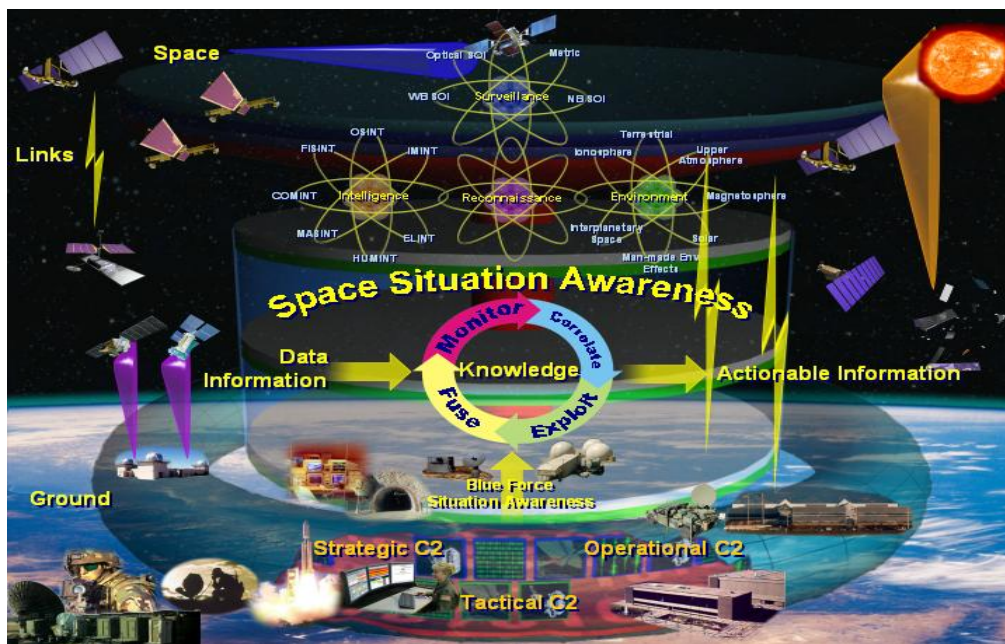 Space
Optical SOI
Metric
WB SOI
Surveillance
NB/SOI
Links
OSINT
FISINT
IMINT
COMINT
Intelligence
MASINT
ELINT
HUMINT
Reconnaissance
Terrestrial
Ionosphere
Upper
Atmosphere
Environment
Magnetosphere
Interplanetary
Space
Solar
Man-made Env
Effects
Space Situation Awareness
Monitor
Correlate
Data
Information
Knowledge
Actionable Information
Fuse
Exploit
Ground
Blue Force
Situation Awareness
Strategic C2
Operational C2
Tactical C2